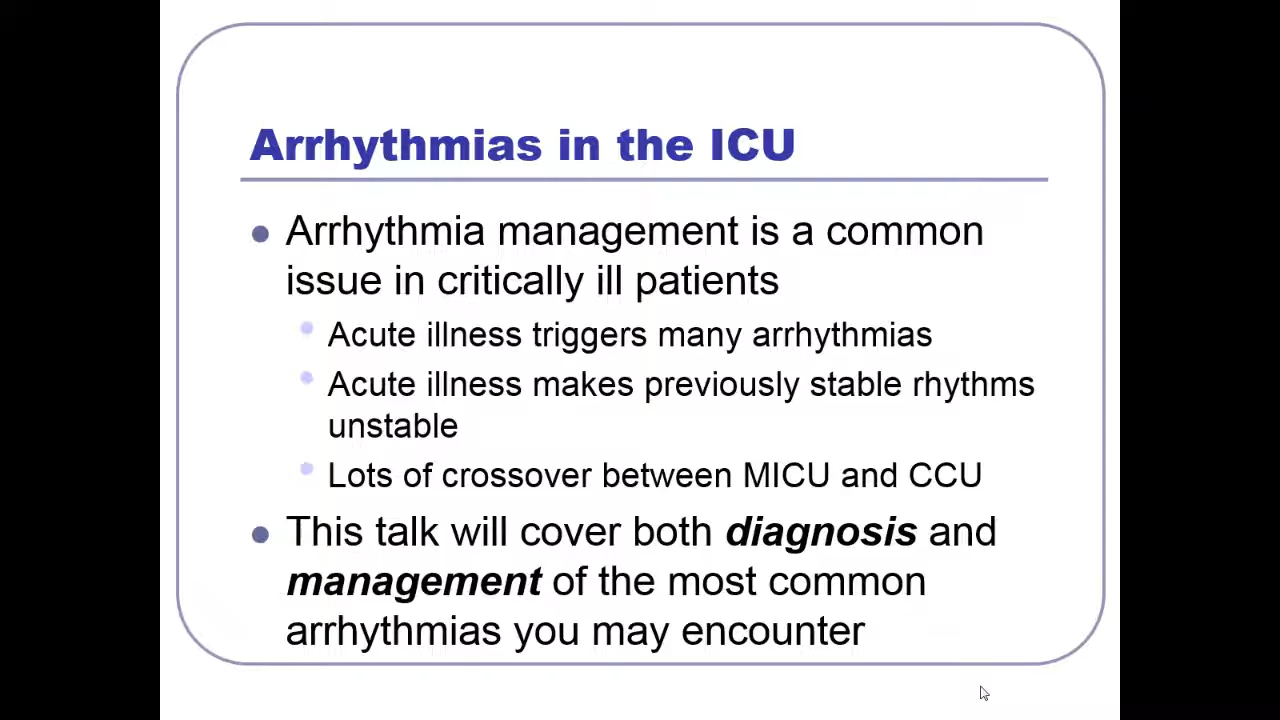 Arrhythmias in the ICU
Arrhythmia management is a common
issue in critically ill patients
Acute illness triggers many arrhythmias
Acute illness makes previously stable rhythms
unstable
Lots of crossover between MICU and CCU
This talk will cover both diagnosis and
management of the most common
arrhythmias you may encounter